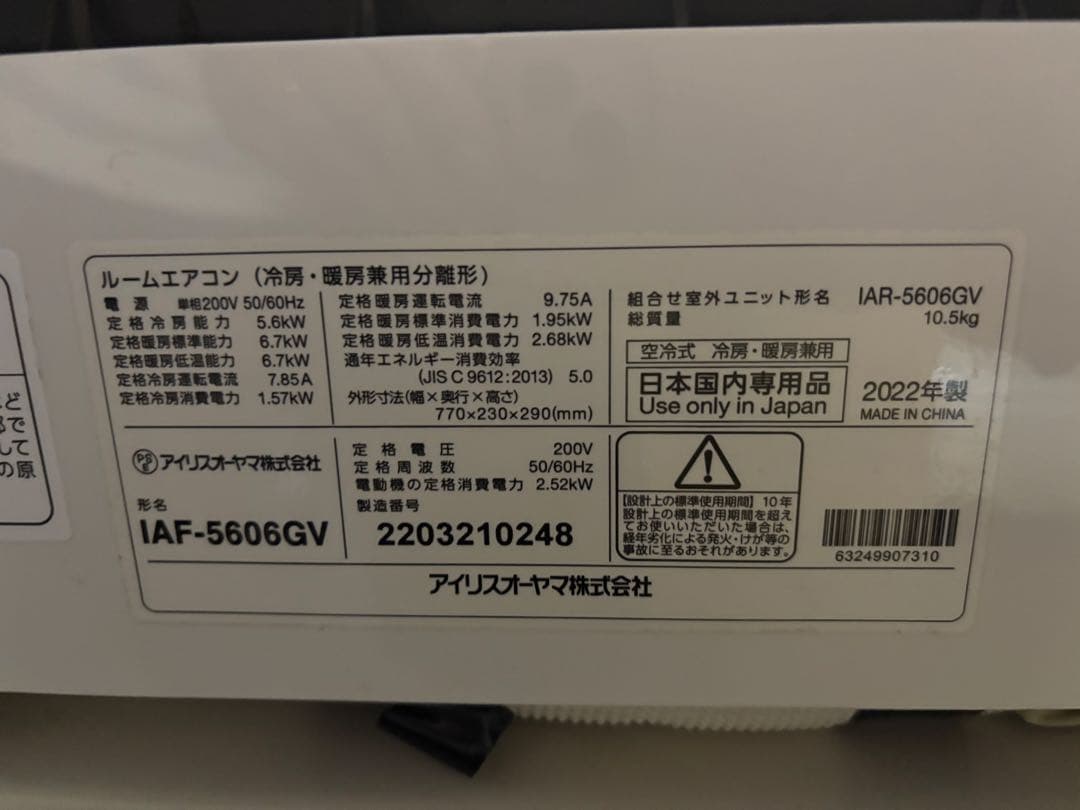 ルームエアコン（冷房・暖房兼用分離形）
電源 単相200V 50/60Hz
定格冷房能力 5.6kW
定格暖房標準能力 6.7kW
定格暖房低温能力 6.7kW
定格冷房運転電流 7.85A
定格冷房消費電力 1.57kW
定格暖房運転電流 9.75A
定格暖房標準消費電力 1.95kW
定格暖房低温消費電力 2.68kW
通年エネルギー消費効率
(JIS C 9612:2013) 5.0
外形寸法(幅×奥行×高さ)
770×230×290(mm)
組合せ室外ユニット形名 IAR-5606GV
総質量 10.5kg
空冷式 冷房・暖房兼用
日本国内専用品
Use only in Japan
2022年製
MADE IN CHINA
PSE アイリスオーヤマ株式会社
形名
IAF-5606GV
定格電圧 200V
定格周波数 50/60Hz
電動機の定格消費電力 2.52kW
製造番号
2203210248
【設計上の標準使用期間】10年
設計上の標準使用期間を超え
てお使いいただいた場合は、
経年劣化による発火・けが等の
事故に至るおそれがあります。
63249907310
アイリスオーヤマ株式会社
など
部で
して
の原